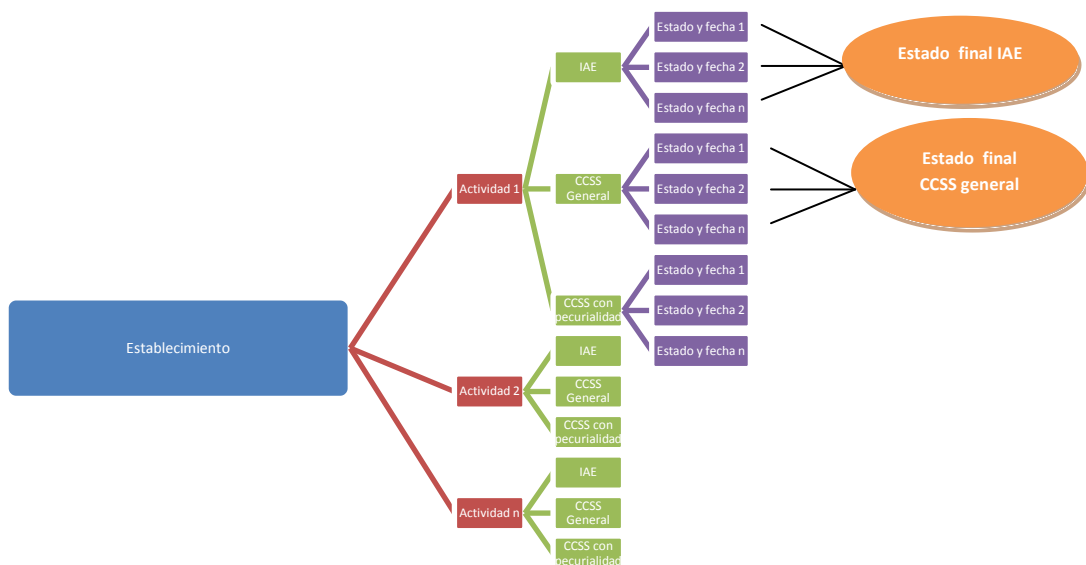 Estado y fecha 1
IAE
Estado y fecha 2
Estado y fecha n
Estado final IAE
Estado y fecha 1
Actividad 1
CCSS
General
Estado y fecha 2
Estado y fecha n
Estado final
CCSS general
Estado y fecha 1
CCSS con
pecurialidad
Estado y fecha 2
Estado y fecha n
Establecimiento
IAE
Actividad 2
CCSS
General
CCSS con
pecurialidad
IAE
Actividad n
CCSS
General
CCSS con
pecurialidad